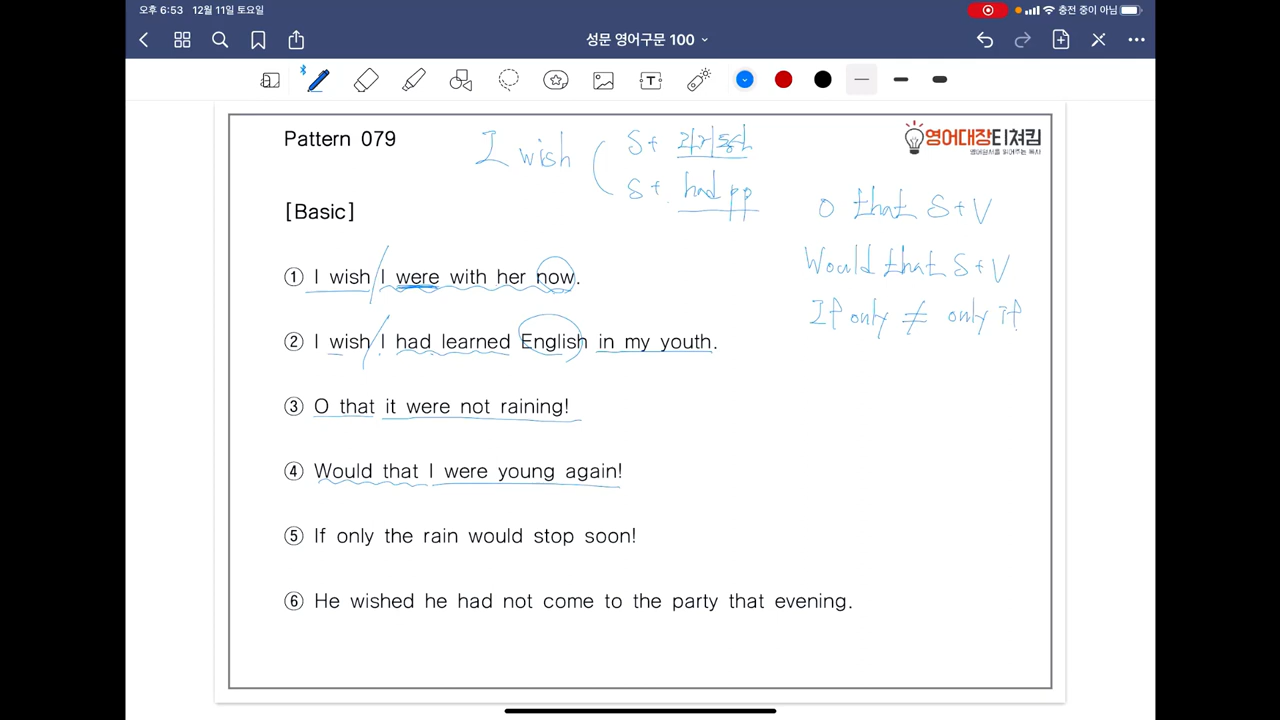 오후 6:53 12월 11일 토요일
충전 중이 아님
성문 영어구문 100
Pattern 079
I wish
S+ 과거동사
S+ had pp
영어대장티쳐킴
[Basic]
O that S+V
① I wish I were with her now.
Would that S+V
If only ≠ only if
② I wish I had learned English in my youth.
③ O that it were not raining!
④ Would that I were young again!
⑤ If only the rain would stop soon!
⑥ He wished he had not come to the party that evening.